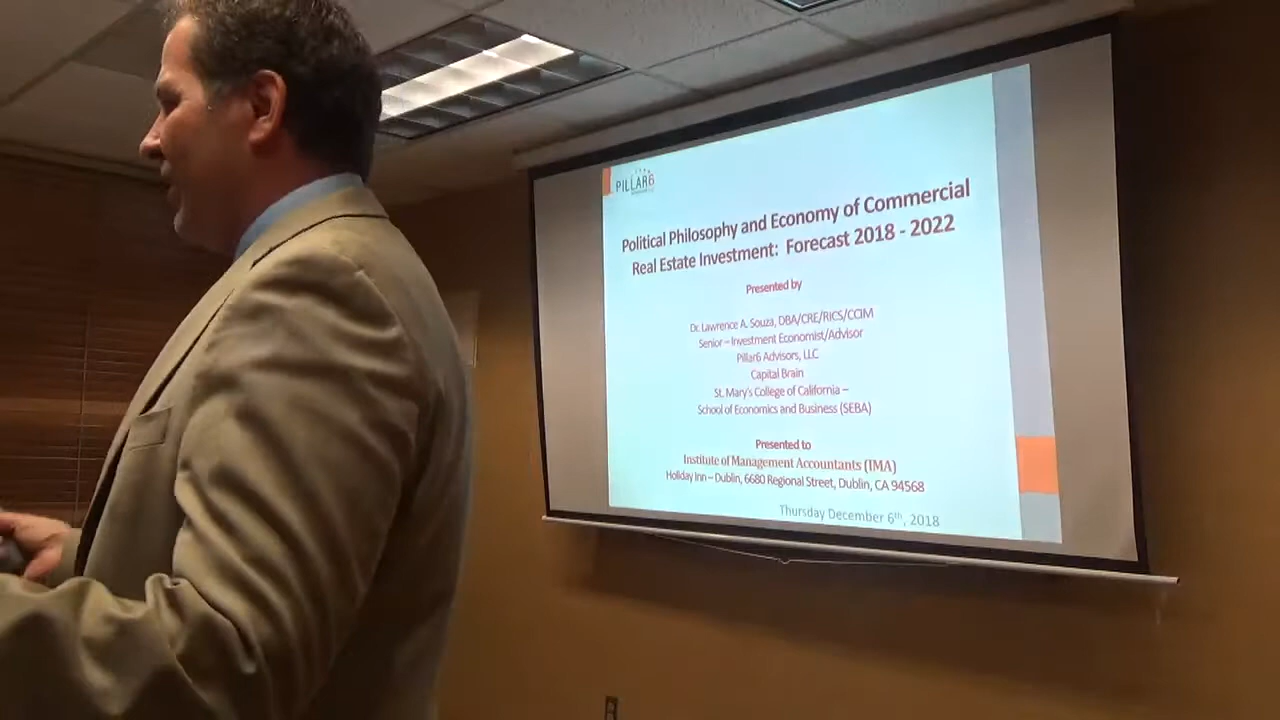 PILLAR6
Political Philosophy and Economy of Commercial
Real Estate Investment: Forecast 2018 - 2022
Presented by
Dr. Lawrence A. Souza, DBA/CRE/RICS/CCIM
Senior – Investment Economist/Advisor
Pillar6 Advisors, LLC
Capital Brain
St. Mary's College of California –
School of Economics and Business (SEBA)
Presented to
Institute of Management Accountants (IMA)
Holiday Inn – Dublin, 6680 Regional Street, Dublin, CA 94568
Thursday December 6th, 2018